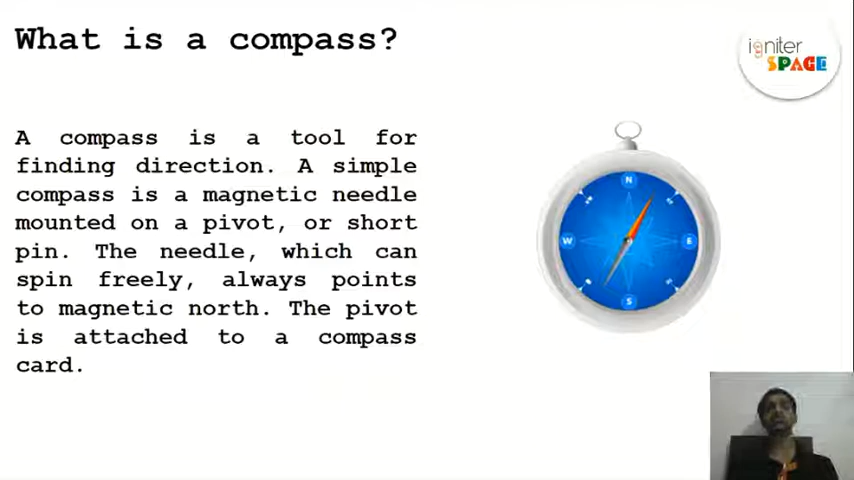 What is a compass?
igniter
SPACE
A compass is a tool for
finding direction. A simple
compass is a magnetic needle
mounted on a pivot, or short
pin. The needle, which can
spin freely, always points
to magnetic north. The pivot
is attached to a compass
card.
N
W
E
S